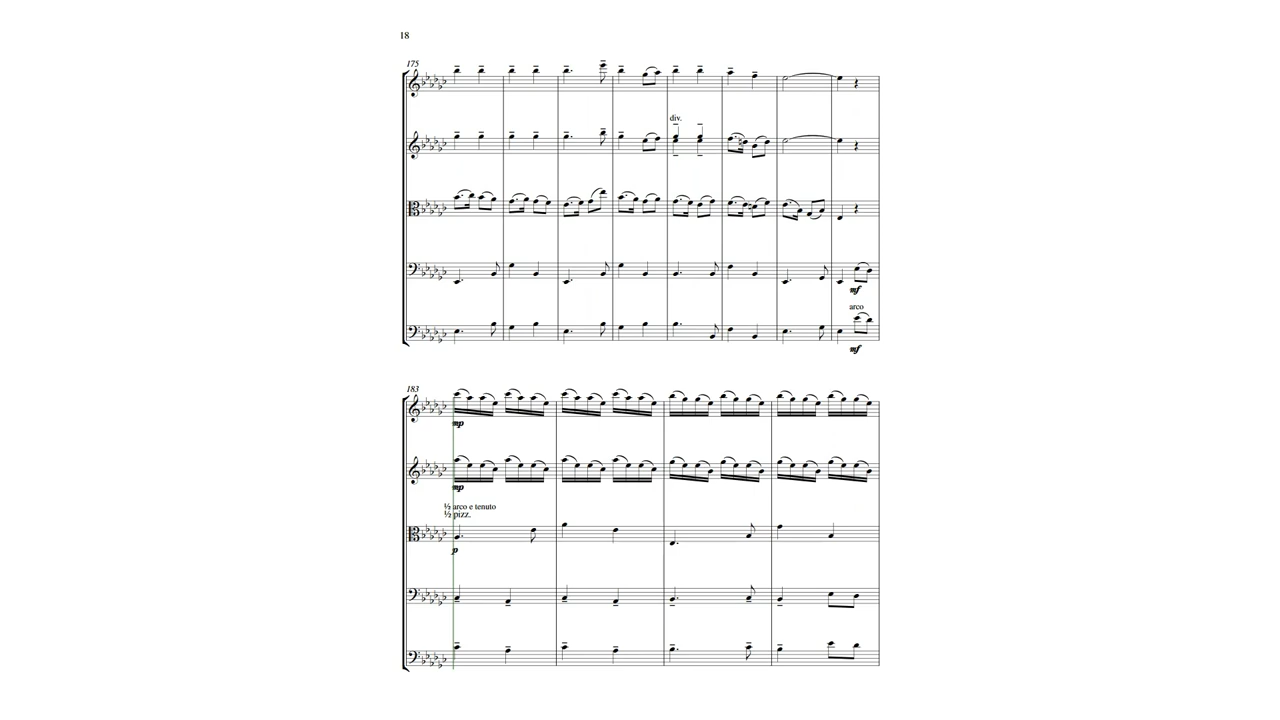 18
175
div.
mf
arco
mf
183
mp
mp
½ arco e tenuto
½ pizz.
p